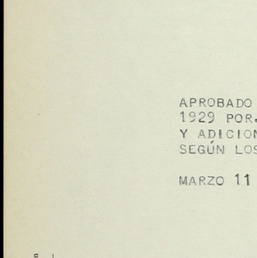 APROBADO
1929 POR
Y ADICION
SEGÚN LOS
MARZO 11